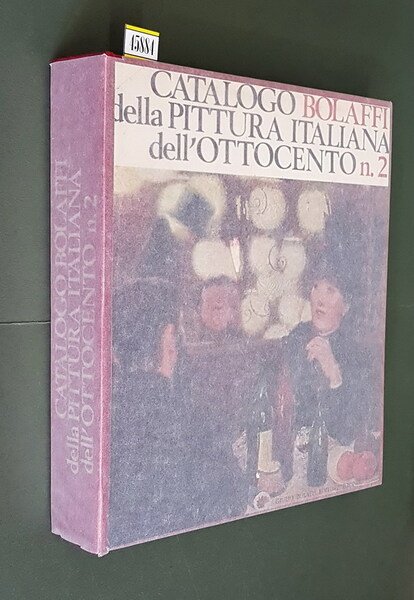 45884
CATALOGO BOLAFFI
della PITTURA ITALIANA
dell'OTTOCENTO n. 2
CATALOGO BOLAFFI
della PITTURA ITALIANA
dell'OTTOCENTO n. 2